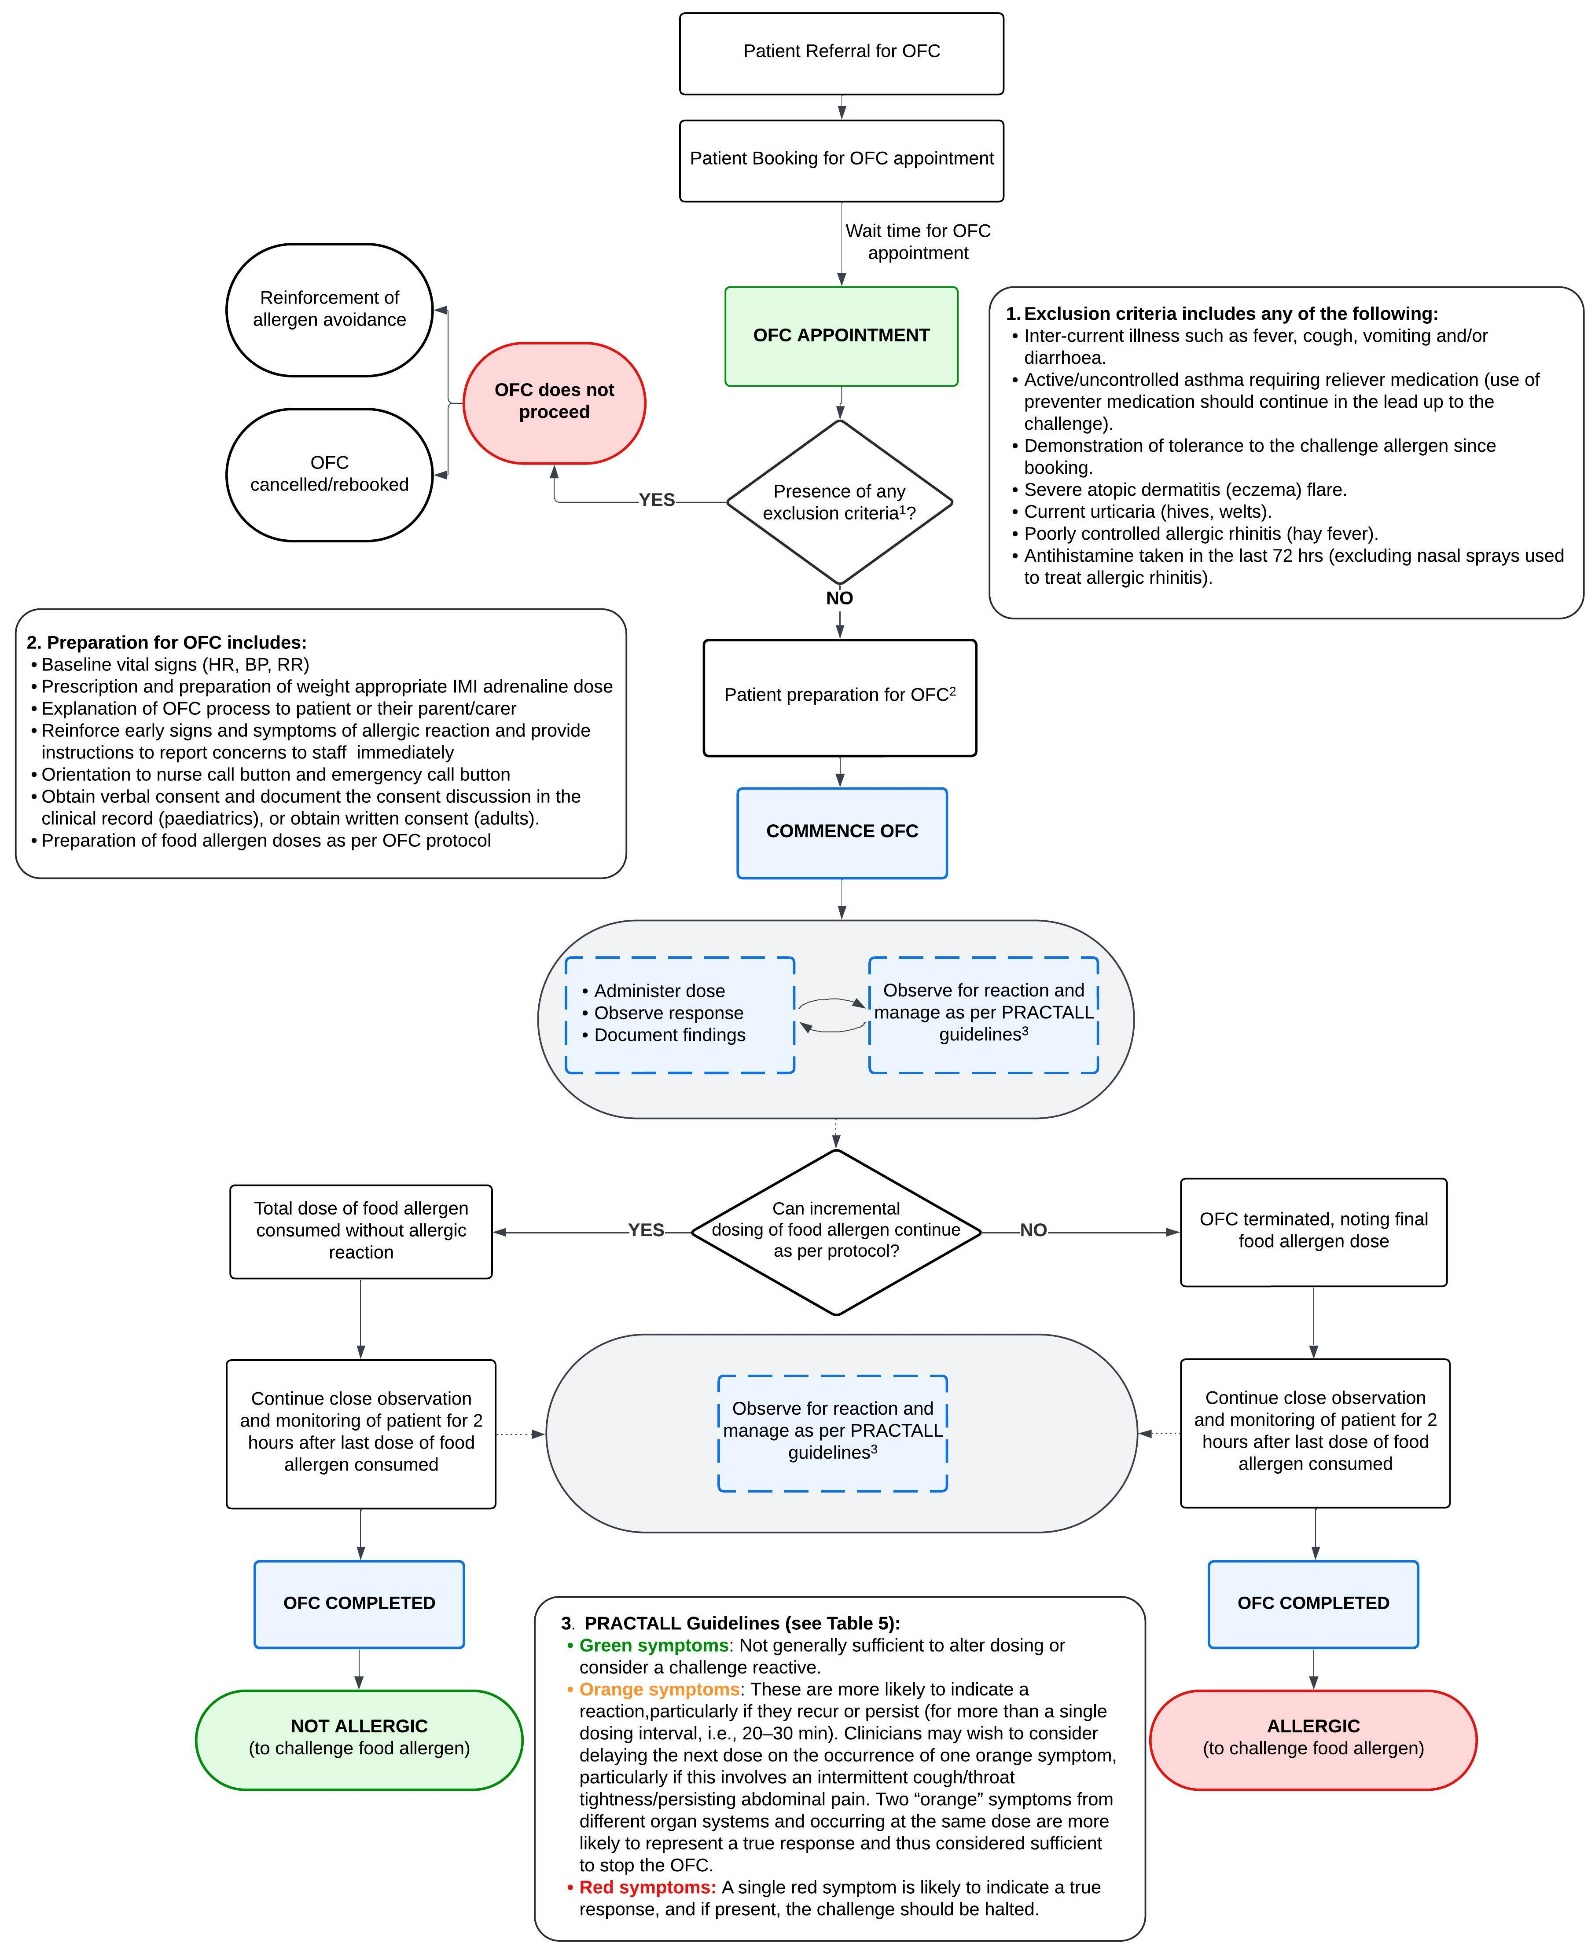 Patient Referral for OFC
Patient Booking for OFC appointment
Wait time for OFC
appointment
OFC APPOINTMENT
Reinforcement of
allergen avoidance
OFC does not
proceed
OFC
cancelled/rebooked
YES
Presence of any
exclusion criteria¹?
NO
1. Exclusion criteria includes any of the following:
• Inter-current illness such as fever, cough, vomiting and/or
diarrhoea.
• Active/uncontrolled asthma requiring reliever medication (use of
preventer medication should continue in the lead up to the
challenge).
• Demonstration of tolerance to the challenge allergen since
booking.
• Severe atopic dermatitis (eczema) flare.
• Current urticaria (hives, welts).
• Poorly controlled allergic rhinitis (hay fever).
• Antihistamine taken in the last 72 hrs (excluding nasal sprays used
to treat allergic rhinitis).
2. Preparation for OFC includes:
• Baseline vital signs (HR, BP, RR)
• Prescription and preparation of weight appropriate IMI adrenaline dose
• Explanation of OFC process to patient or their parent/carer
• Reinforce early signs and symptoms of allergic reaction and provide
instructions to report concerns to staff immediately
• Orientation to nurse call button and emergency call button
• Obtain verbal consent and document the consent discussion in the
clinical record (paediatrics), or obtain written consent (adults).
• Preparation of food allergen doses as per OFC protocol
Patient preparation for OFC²
COMMENCE OFC
• Administer dose
• Observe response
• Document findings
Observe for reaction and
manage as per PRACTALL
guidelines³
Can incremental
dosing of food allergen continue
as per protocol?
YES
NO
Total dose of food allergen
consumed without allergic
reaction
OFC terminated, noting final
food allergen dose
Continue close observation
and monitoring of patient for 2
hours after last dose of food
allergen consumed
Observe for reaction and
manage as per PRACTALL
guidelines³
Continue close observation
and monitoring of patient for 2
hours after last dose of food
allergen consumed
OFC COMPLETED
OFC COMPLETED
NOT ALLERGIC
(to challenge food allergen)
ALLERGIC
(to challenge food allergen)
3. PRACTALL Guidelines (see Table 5):
• Green symptoms: Not generally sufficient to alter dosing or
consider a challenge reactive.
• Orange symptoms: These are more likely to indicate a
reaction,particularly if they recur or persist (for more than a single
dosing interval, i.e., 20–30 min). Clinicians may wish to consider
delaying the next dose on the occurrence of one orange symptom,
particularly if this involves an intermittent cough/throat
tightness/persisting abdominal pain. Two “orange” symptoms from
different organ systems and occurring at the same dose are more
likely to represent a true response and thus considered sufficient
to stop the OFC.
• Red symptoms: A single red symptom is likely to indicate a true
response, and if present, the challenge should be halted.